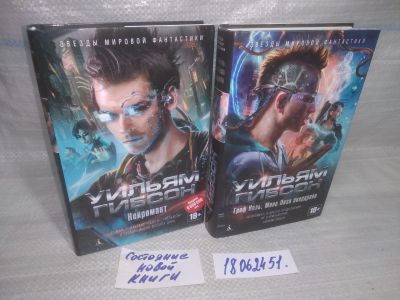 ЗВЕЗДЫ МИРОВОЙ ФАНТАСТИКИ
УИЛЬЯМ
ГИБСОН
Нейромант
18+
ЗВЕЗДЫ МИРОВОЙ ФАНТАСТИКИ
УИЛЬЯМ
ГИБСОН
Граф Ноль. Мона Лиза овердрайв
18+
Состояние
новой
книги
18062451.